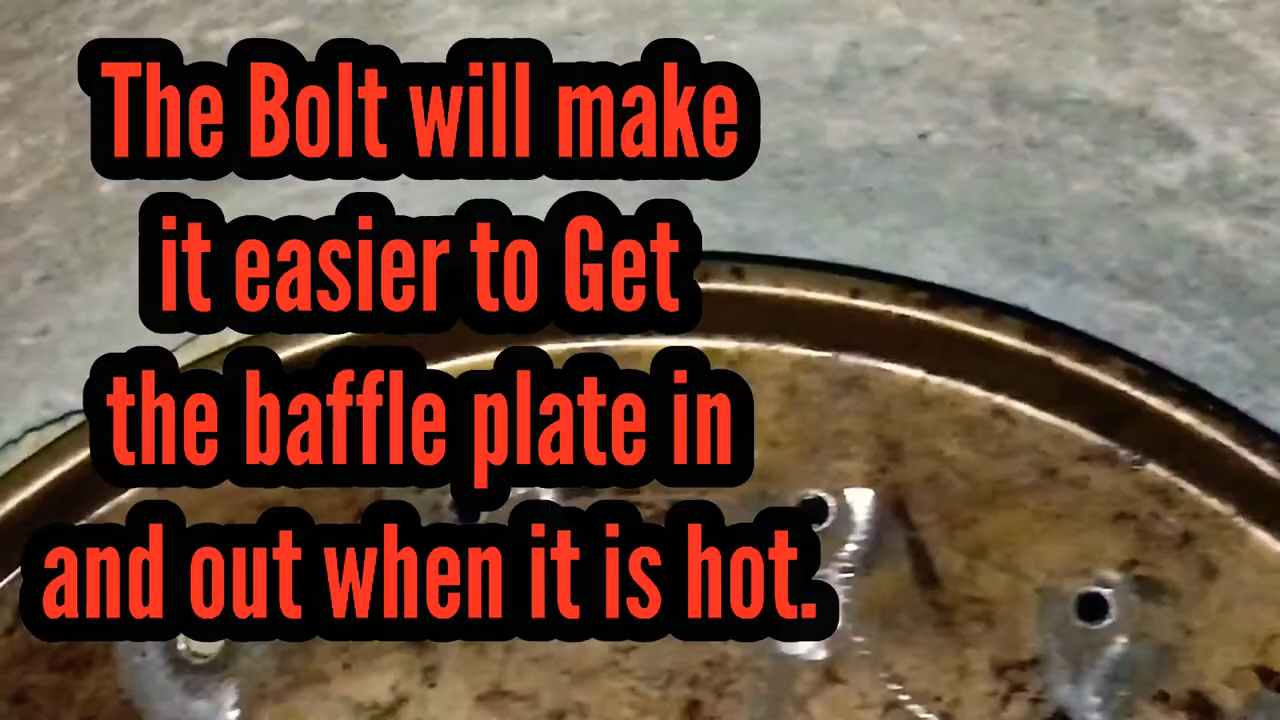 The Bolt will make
it easier to Get
the baffle plate in
and out when it is hot.